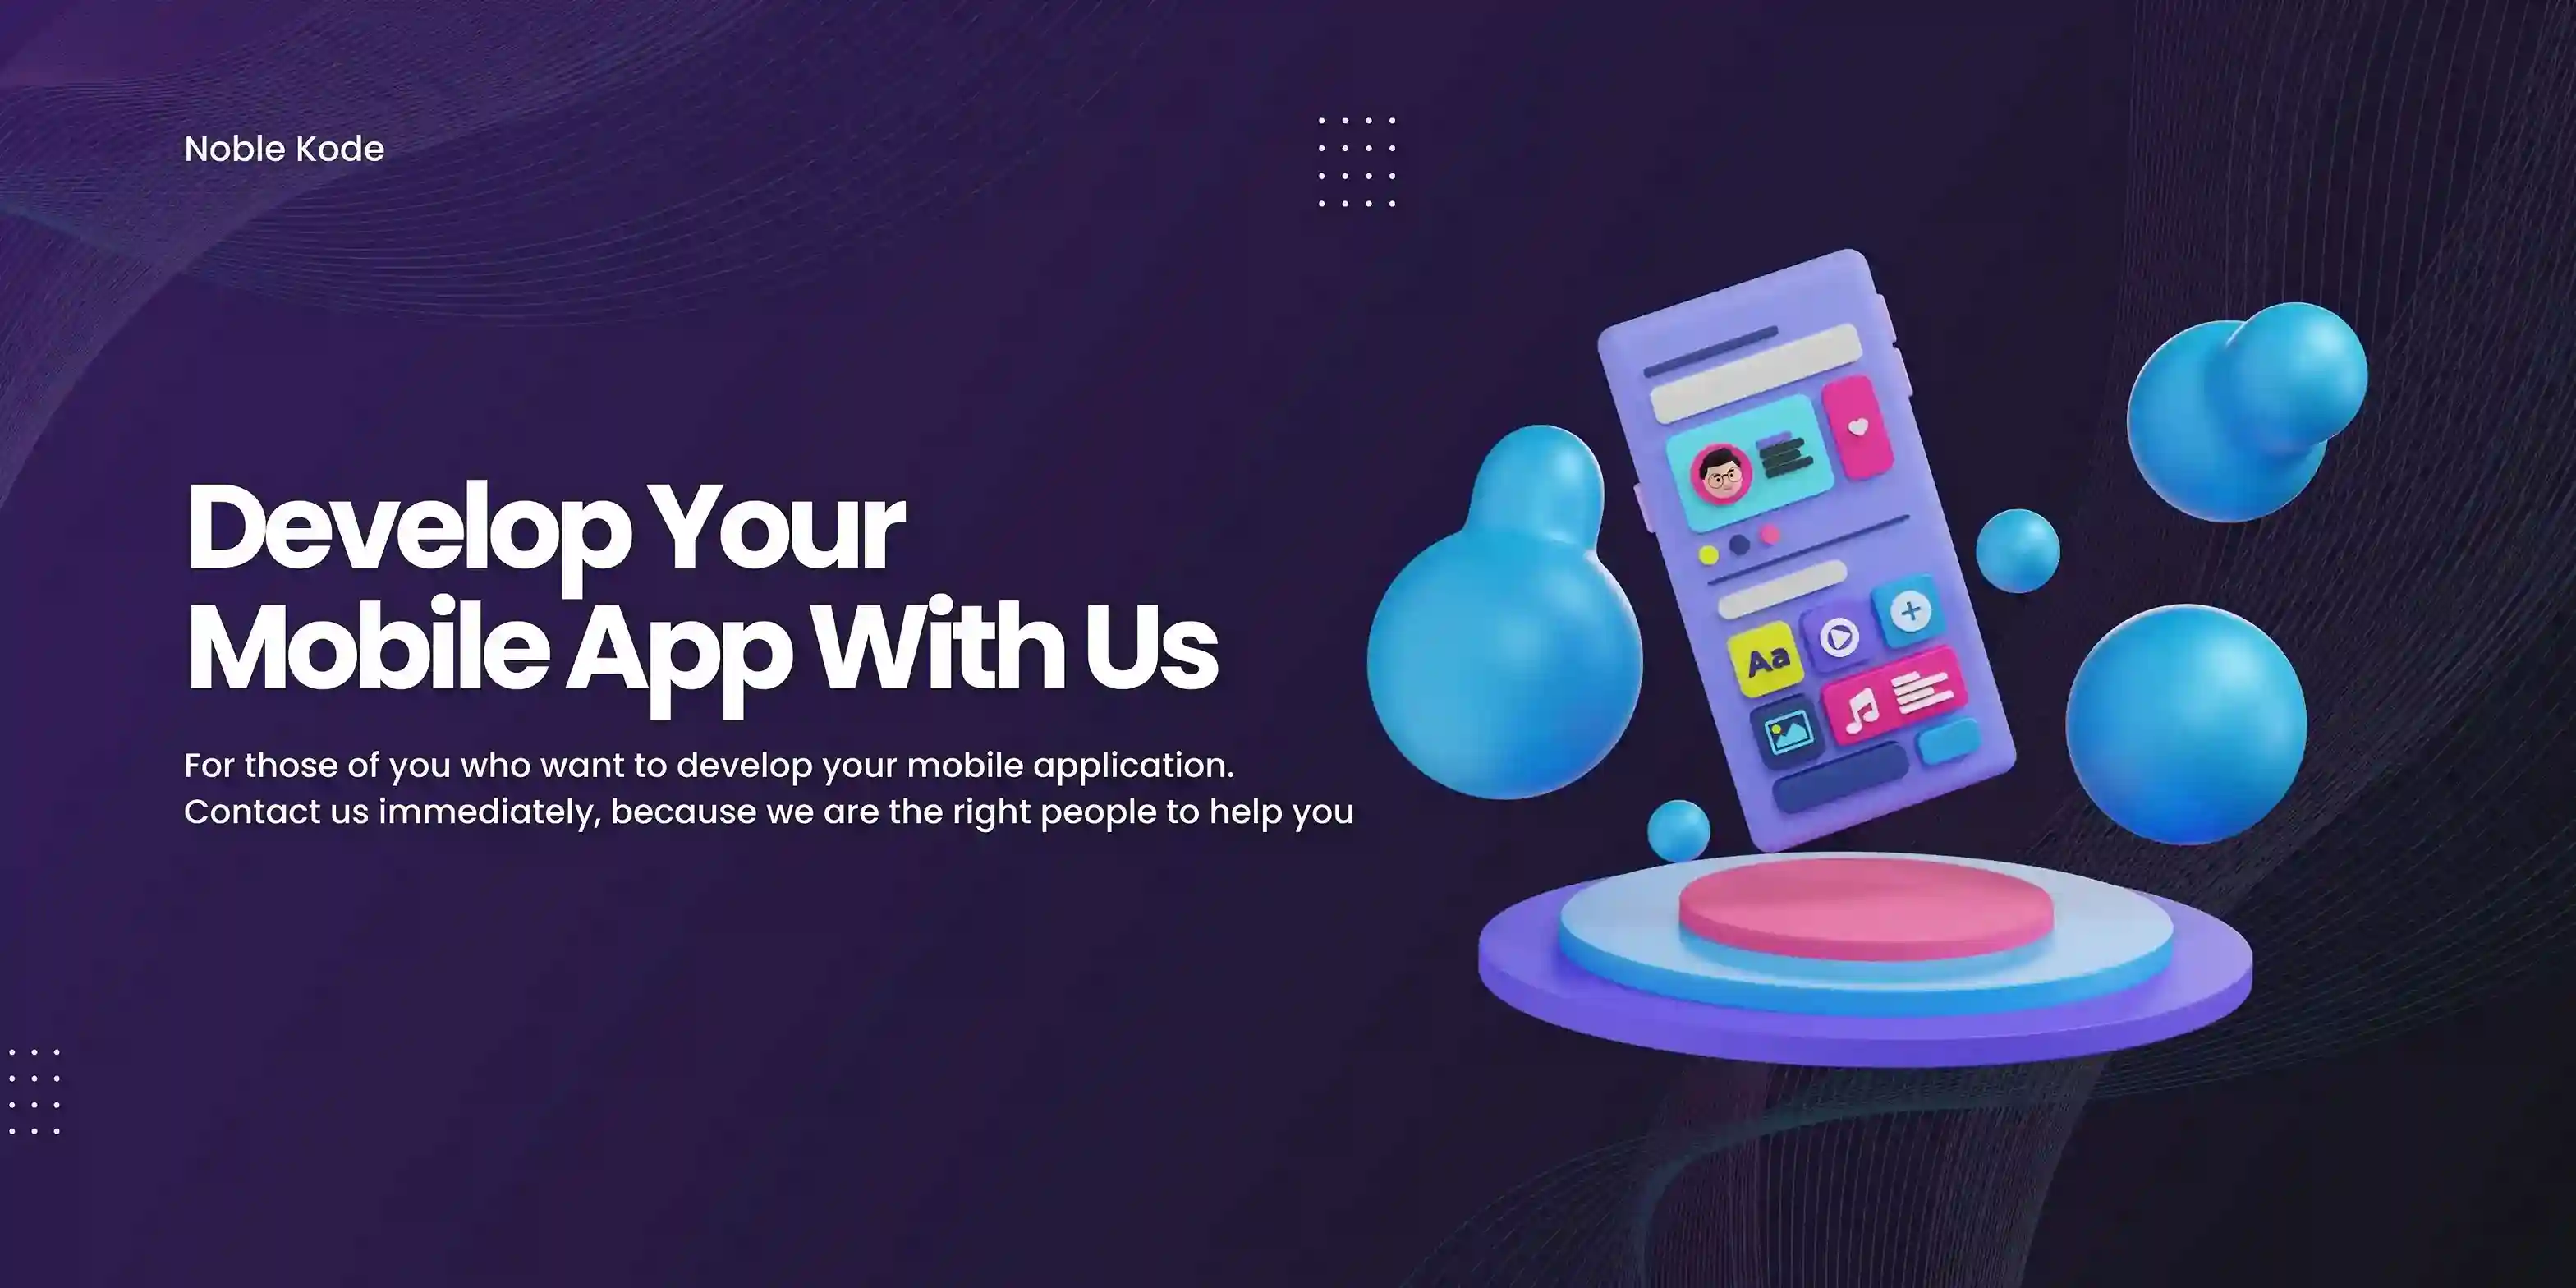 Noble Kode
Develop Your
Mobile App With Us
For those of you who want to develop your mobile application.
Contact us immediately, because we are the right people to help you
Aa